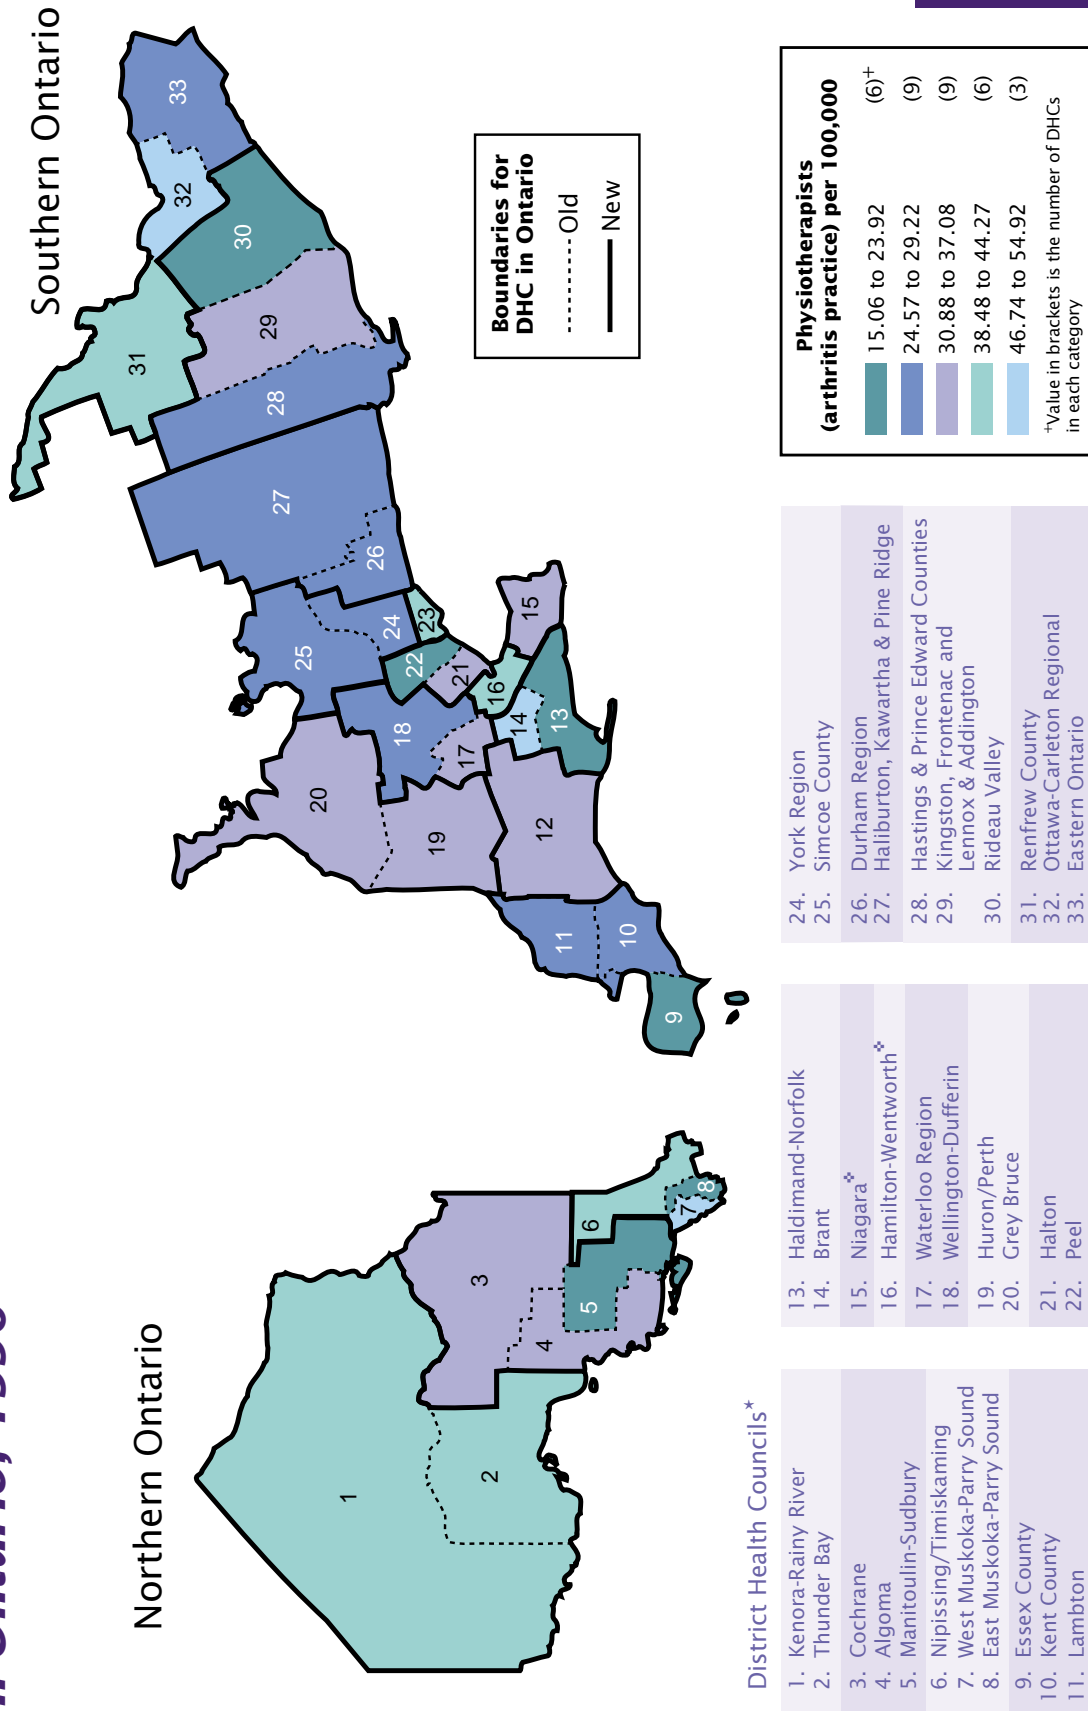 n Ontario, 1998
Northern Ontario
Southern Ontario
1
2
3
4
5
6
7
8
9
10
11
12
13
14
15
16
17
18
19
20
21
22
23
24
25
26
27
28
29
30
31
32
33
Boundaries for
DHC in Ontario
Old
New
District Health Councils*
1. Kenora-Rainy River
2. Thunder Bay
3. Cochrane
4. Algoma
5. Manitoulin-Sudbury
6. Nipissing/Timiskaming
7. West Muskoka-Parry Sound
8. East Muskoka-Parry Sound
9. Essex County
10. Kent County
11. Lambton
13. Haldimand-Norfolk
14. Brant
15. Niagara❖
16. Hamilton-Wentworth❖
17. Waterloo Region
18. Wellington-Dufferin
19. Huron/Perth
20. Grey Bruce
21. Halton
22. Peel
24. York Region
25. Simcoe County
26. Durham Region
27. Haliburton, Kawartha & Pine Ridge
28. Hastings & Prince Edward Counties
29. Kingston, Frontenac and
Lennox & Addington
30. Rideau Valley
31. Renfrew County
32. Ottawa-Carleton Regional
33. Eastern Ontario
Physiotherapists
(arthritis practice) per 100,000
15.06 to 23.92 (6)+
24.57 to 29.22 (9)
30.88 to 37.08 (9)
38.48 to 44.27 (6)
46.74 to 54.92 (3)
+Value in brackets is the number of DHCs
in each category